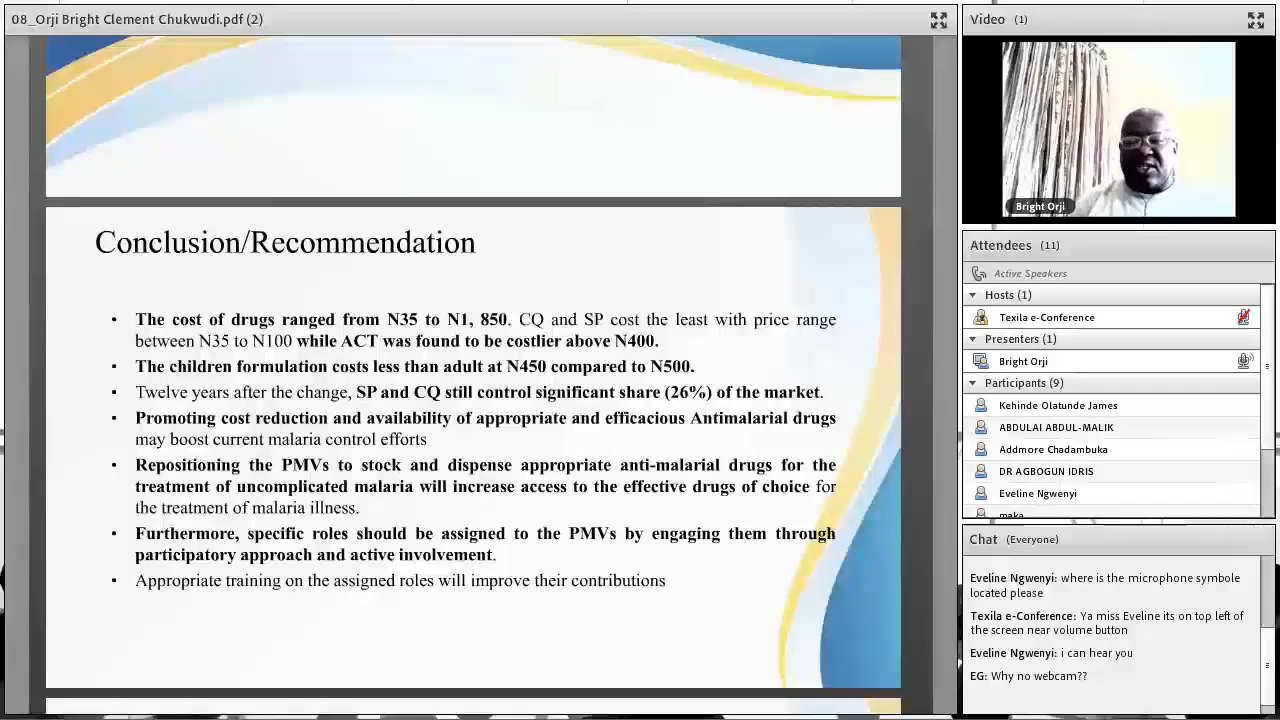 08_Orji Bright Clement Chukwudi.pdf (2)
Conclusion/Recommendation
• The cost of drugs ranged from N35 to N1, 850. CQ and SP cost the least with price range
between N35 to N100 while ACT was found to be costlier above N400.
• The children formulation costs less than adult at N450 compared to N500.
• Twelve years after the change, SP and CQ still control significant share (26%) of the market.
• Promoting cost reduction and availability of appropriate and efficacious Antimalarial drugs
may boost current malaria control efforts
• Repositioning the PMVs to stock and dispense appropriate anti-malarial drugs for the
treatment of uncomplicated malaria will increase access to the effective drugs of choice for
the treatment of malaria illness.
• Furthermore, specific roles should be assigned to the PMVs by engaging them through
participatory approach and active involvement.
• Appropriate training on the assigned roles will improve their contributions
Video (1)
Bright Orji
Attendees (11)
Active Speakers
Hosts (1)
Texila e-Conference
Presenters (1)
Bright Orji
Participants (9)
Kehinde Olatunde James
ABDULAI ABDUL-MALIK
Addmore Chadambuka
DR AGBOGUN IDRIS
Eveline Ngwenyi
maka
Chat (Everyone)
Eveline Ngwenyi: where is the microphone symbole
located please
Texila e-Conference: Ya miss Eveline its on top left of
the screen near volume button
Eveline Ngwenyi: i can hear you
EG: Why no webcam??